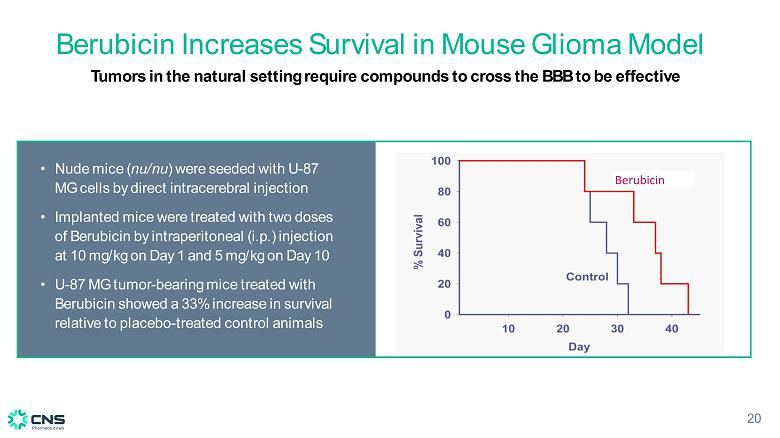 Berubicin Increases Survival in Mouse Glioma Model
Tumors in the natural setting require compounds to cross the BBB to be effective
• Nude mice (nu/nu) were seeded with U-87
MG cells by direct intracerebral injection
• Implanted mice were treated with two doses
of Berubicin by intraperitoneal (i.p.) injection
at 10 mg/kg on Day 1 and 5 mg/kg on Day 10
• U-87 MG tumor-bearing mice treated with
Berubicin showed a 33% increase in survival
relative to placebo-treated control animals
% Survival
100
80
60
40
20
0
Berubicin
Control
10 20 30 40
Day
CNS
Pharmaceuticals
20